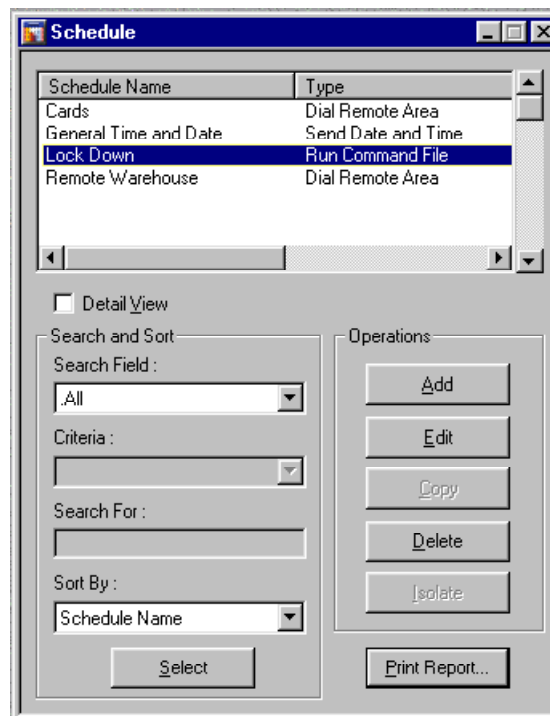 Schedule
Schedule Name Type
Cards Dial Remote Area
General Time and Date Send Date and Time
Lock Down Run Command File
Remote Warehouse Dial Remote Area
Detail View
Search and Sort
Search Field :
.All
Criteria :
Search For :
Sort By :
Schedule Name
Select
Operations
Add
Edit
Copy
Delete
Isolate
Print Report...